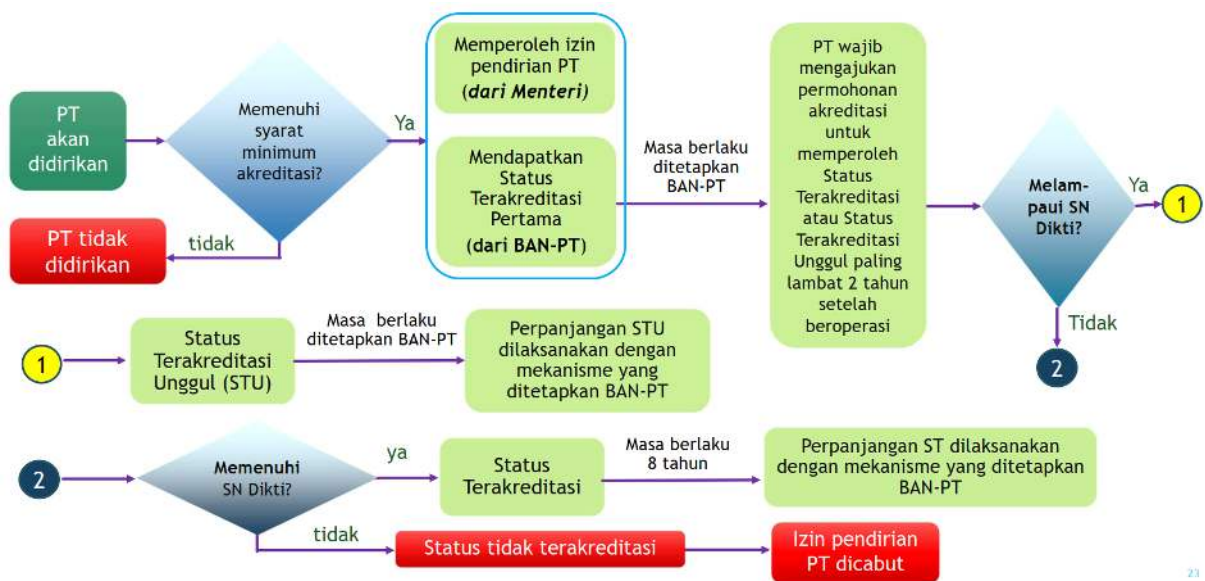 PT
akan
didirikan
Memenuhi
syarat
minimum
akreditasi?
Ya
tidak
PT tidak
didirikan
Memperoleh izin
pendirian PT
(dari Menteri)
Mendapatkan
Status
Terakreditasi
Pertama
(dari BAN-PT)
Masa berlaku
ditetapkan
BAN-PT
PT wajib
mengajukan
permohonan
akreditasi
untuk
memperoleh
Status
Terakreditasi
atau Status
Terakreditasi
Unggul paling
lambat 2 tahun
setelah
beroperasi
Melam-
paui SN
Dikti?
Ya
1
Tidak
2
1
Status
Terakreditasi
Unggul (STU)
Masa berlaku
ditetapkan BAN-PT
Perpanjangan STU
dilaksanakan dengan
mekanisme yang
ditetapkan BAN-PT
2
Memenuhi
SN Dikti?
ya
Status
Terakreditasi
Masa berlaku
8 tahun
Perpanjangan ST dilaksanakan
dengan mekanisme yang ditetapkan
BAN-PT
tidak
Status tidak terakreditasi
Izin pendirian
PT dicabut
23